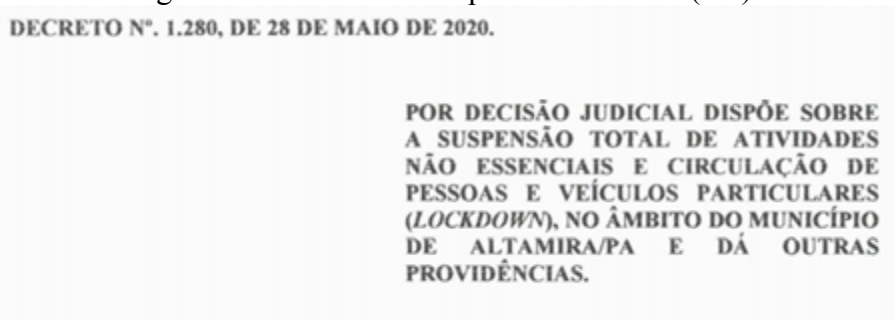 DECRETO Nº. 1.280, DE 28 DE MAIO DE 2020.
POR DECISÃO JUDICIAL DISPÕE SOBRE
A SUSPENSÃO TOTAL DE ATIVIDADES
NÃO ESSENCIAIS E CIRCULAÇÃO DE
PESSOAS E VEÍCULOS PARTICULARES
(LOCKDOWN), NO ÂMBITO DO MUNICÍPIO
DE ALTAMIRA/PA E DÁ OUTRAS
PROVIDÊNCIAS.